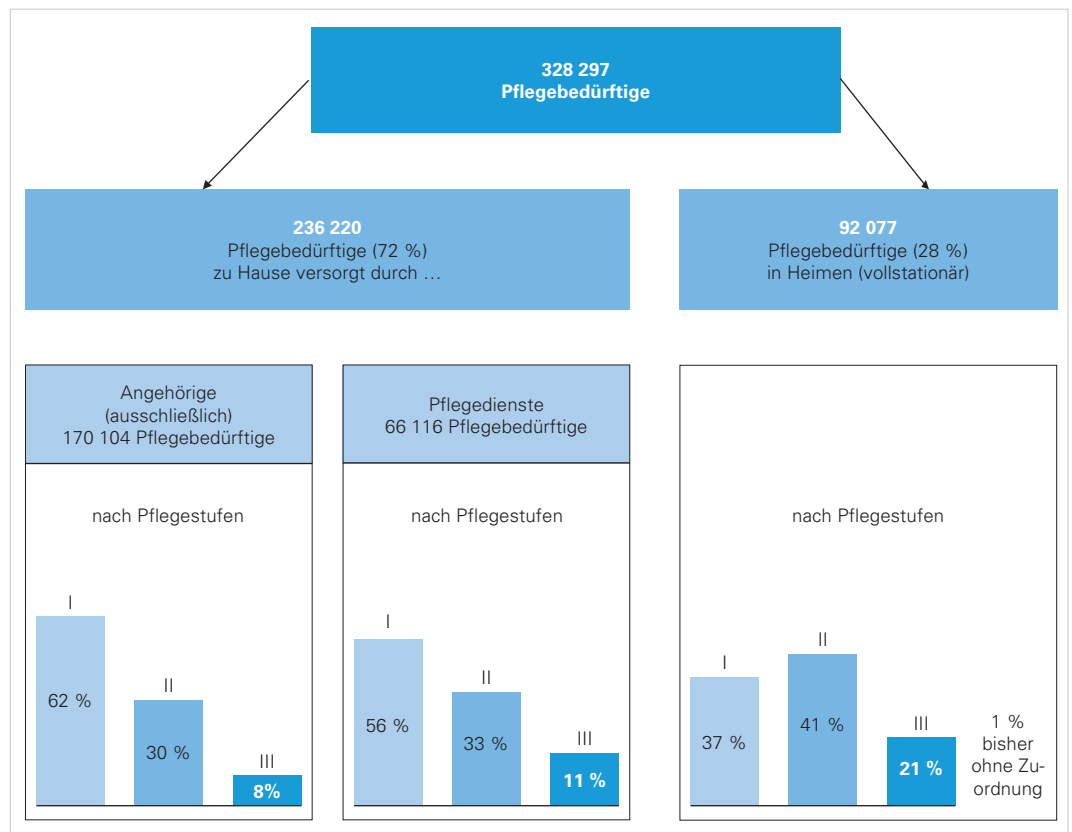 328 297
Pflegebedürftige
236 220
Pflegebedürftige (72 %)
zu Hause versorgt durch …
92 077
Pflegebedürftige (28 %)
in Heimen (vollstationär)
Angehörige
(ausschließlich)
170 104 Pflegebedürftige
nach Pflegestufen
I
62 %
II
30 %
III
8%
Pflegedienste
66 116 Pflegebedürftige
nach Pflegestufen
I
56 %
II
33 %
III
11 %
nach Pflegestufen
I
37 %
II
41 %
III
21 %
1 %
bisher
ohne Zu-
ordnung